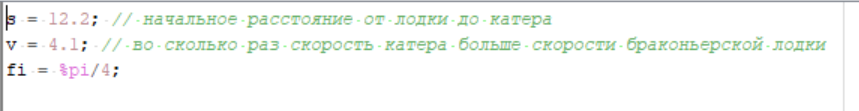 s = 12.2; // начальное расстояние от лодки до катера
v = 4.1; // во сколько раз скорость катера больше скорости браконьерской лодки
fi = %pi/4;